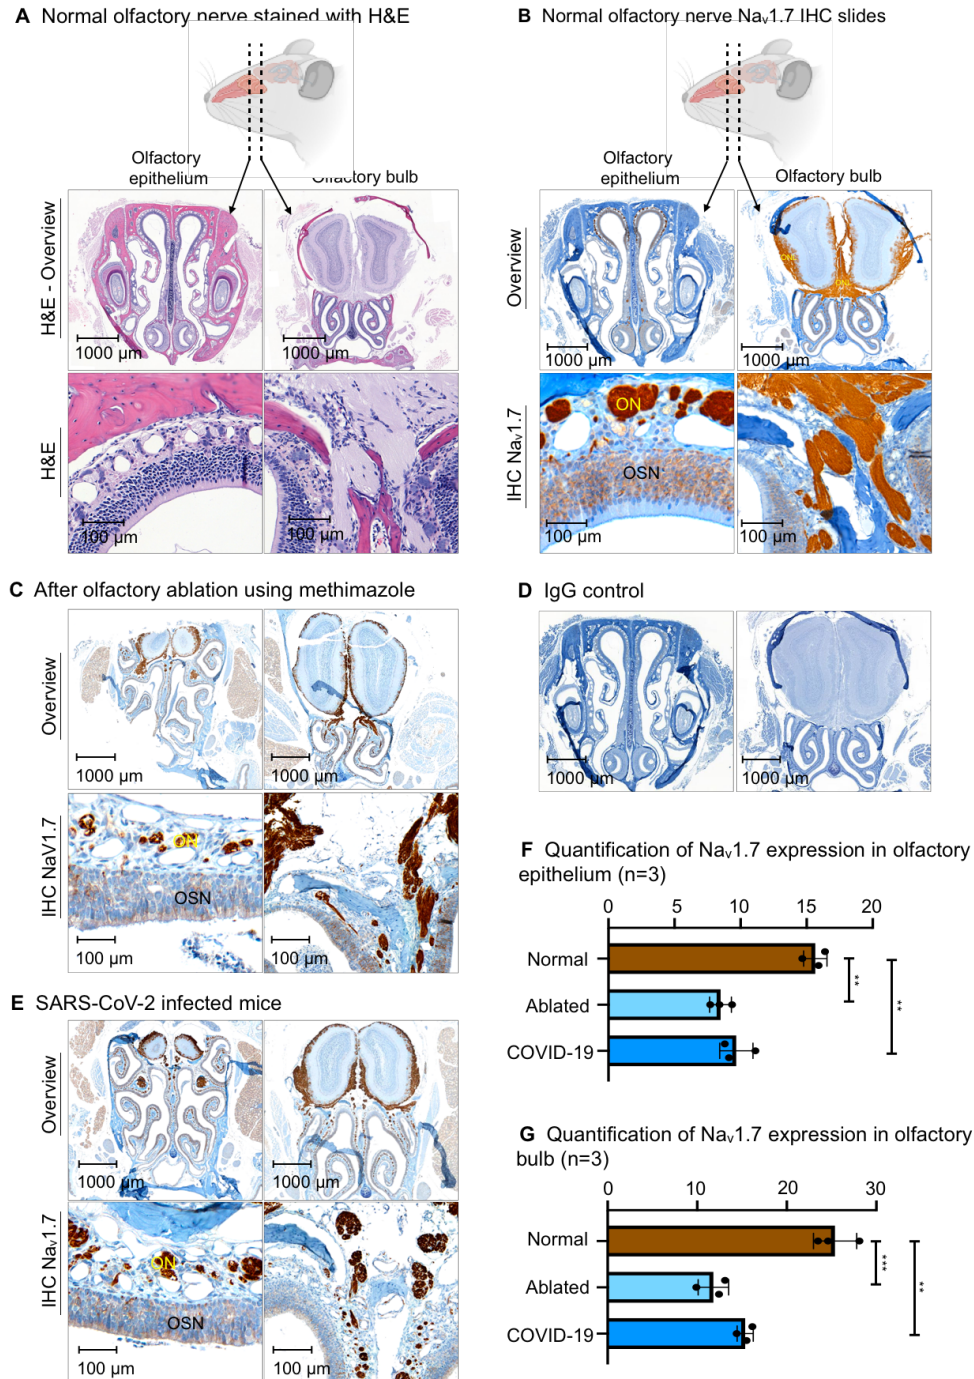 A Normal olfactory nerve stained with H&E
Olfactory
epithelium
Olfactory bulb
H&E - Overview
1000 µm
1000 µm
H&E
100 µm
100 µm
B Normal olfactory nerve Nav1.7 IHC slides
Olfactory
epithelium
Olfactory bulb
Overview
1000 µm
ONL
ONL
1000 µm
IHC Nav1.7
ON
OSN
100 µm
100 µm
C After olfactory ablation using methimazole
Overview
1000 µm
1000 µm
IHC NaV1.7
ON
OSN
100 µm
100 µm
D IgG control
1000 µm
1000 µm
E SARS-CoV-2 infected mice
Overview
1000 µm
1000 µm
IHC Nav1.7
ON
OSN
100 µm
100 µm
F Quantification of Nav1.7 expression in olfactory
epithelium (n=3)
0 5 10 15 20
Normal
Ablated
COVID-19
**
**
G Quantification of Nav1.7 expression in olfactory
bulb (n=3)
0 10 20 30
Normal
Ablated
COVID-19
***
**